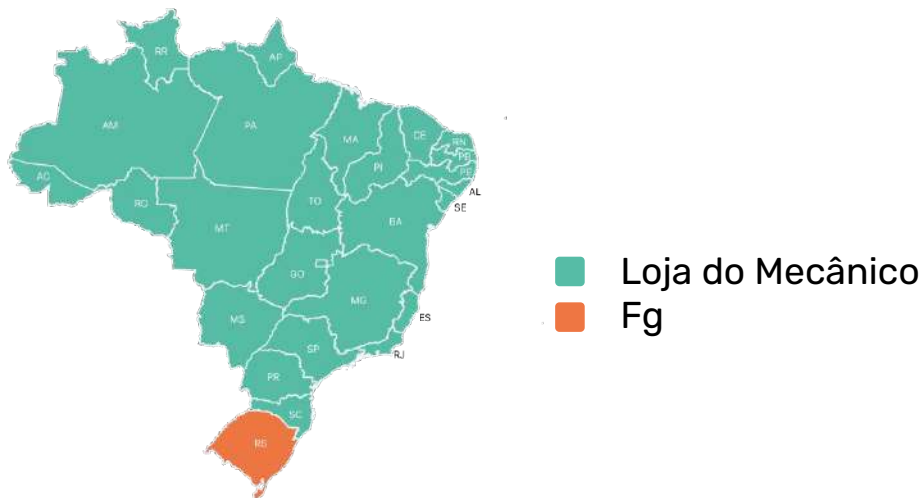 RR
AP
AM
PA
MA
CE
RN
PB
PE
PI
AC
AL
TO
SE
RO
BA
MT
GO
MG
ES
MS
SP
RJ
PR
SC
RS
Loja do Mecânico
Fg